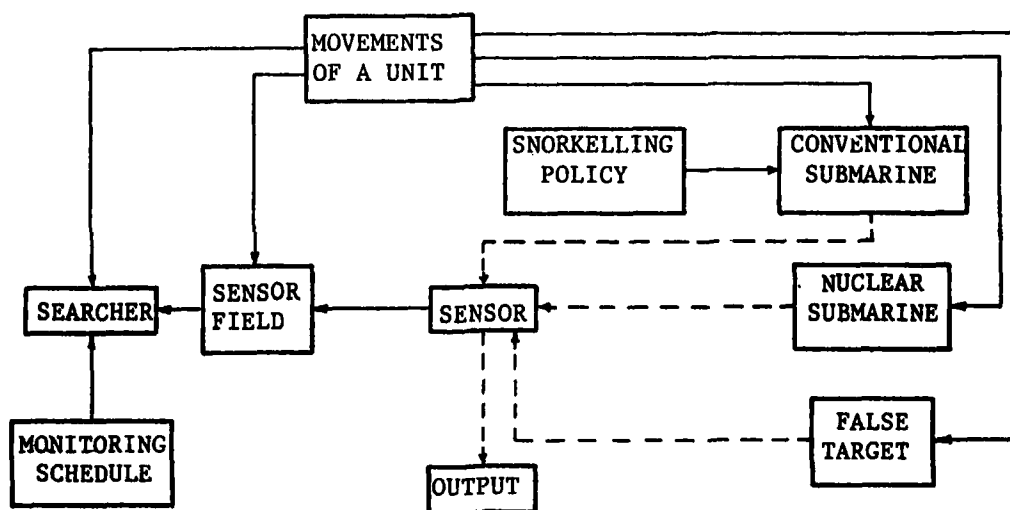 MOVEMENTS
OF A UNIT
SNORKELLING
POLICY
CONVENTIONAL
SUBMARINE
SEARCHER
SENSOR
FIELD
SENSOR
NUCLEAR
SUBMARINE
MONITORING
SCHEDULE
OUTPUT
FALSE
TARGET